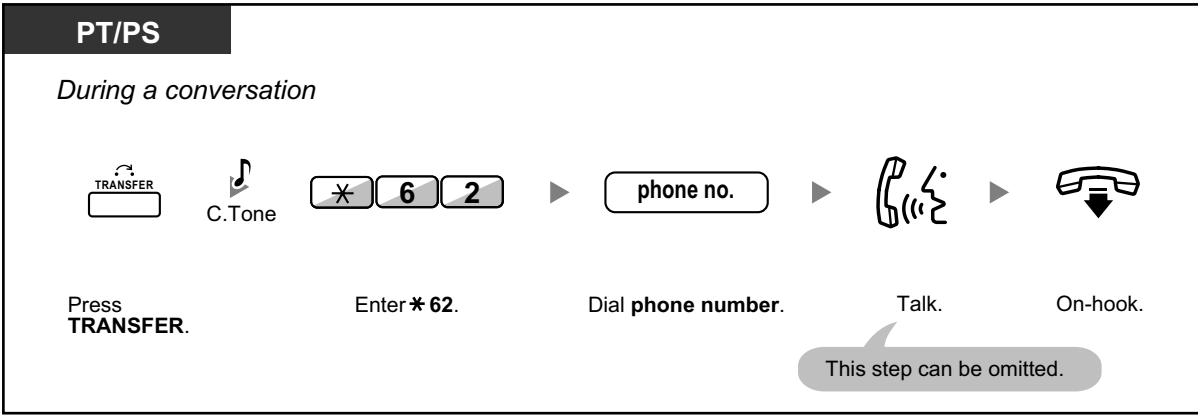 PT/PS
During a conversation
TRANSFER
C.Tone
* 6 2
phone no.
Press
TRANSFER.
Enter * 62.
Dial phone number.
Talk.
On-hook.
This step can be omitted.